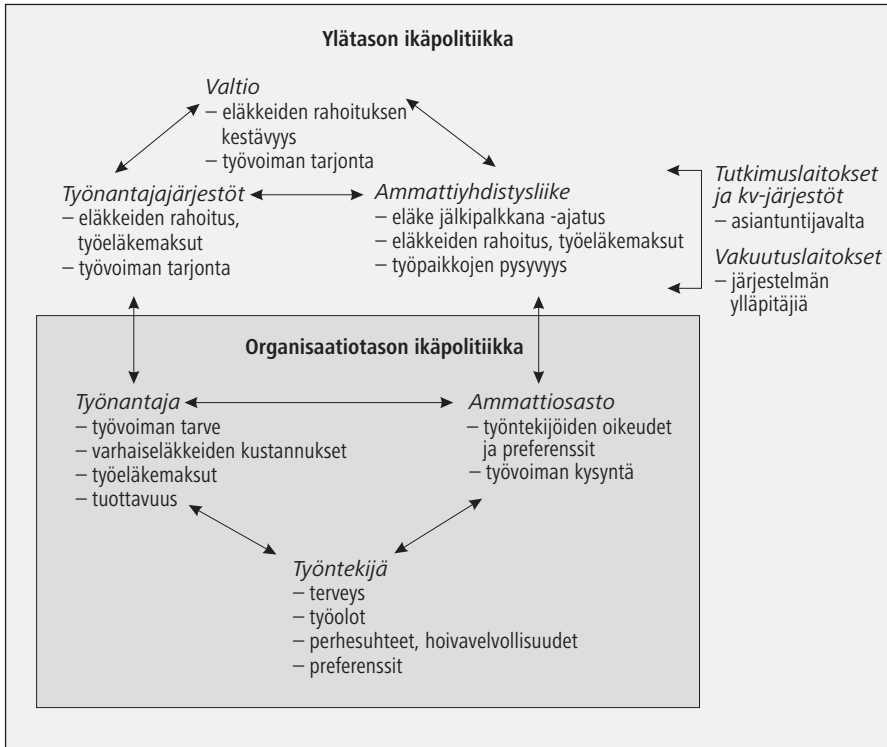 Ylätason ikäpolitiikka
Valtio
– eläkkeiden rahoituksen
kestävyys
– työvoiman tarjonta
Työnantajajärjestöt
– eläkkeiden rahoitus,
työeläkemaksut
– työvoiman tarjonta
Ammattiyhdistysliike
– eläke jälkipalkkana -ajatus
– eläkkeiden rahoitus, työeläkemaksut
– työpaikkojen pysyvyys
Tutkimuslaitokset
ja kv-järjestöt
– asiantuntijavalta
Vakuutuslaitokset
– järjestelmän
ylläpitäjiä
Organisaatiotason ikäpolitiikka
Työnantaja
– työvoiman tarve
– varhaiseläkkeiden kustannukset
– työeläkemaksut
– tuottavuus
Ammattiosasto
– työntekijöiden oikeudet
ja preferenssit
– työvoiman kysyntä
Työntekijä
– terveys
– työolot
– perhesuhteet, hoivavelvollisuudet
– preferenssit